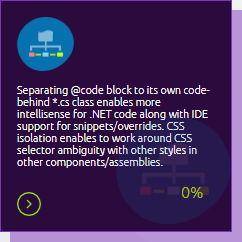 Separating @code block to its own code-
behind *.cs class enables more
intellisense for .NET code along with IDE
support for snippets/overrides. CSS
isolation enables to work around CSS
selector ambiguity with other styles in
other components/assemblies.
0%